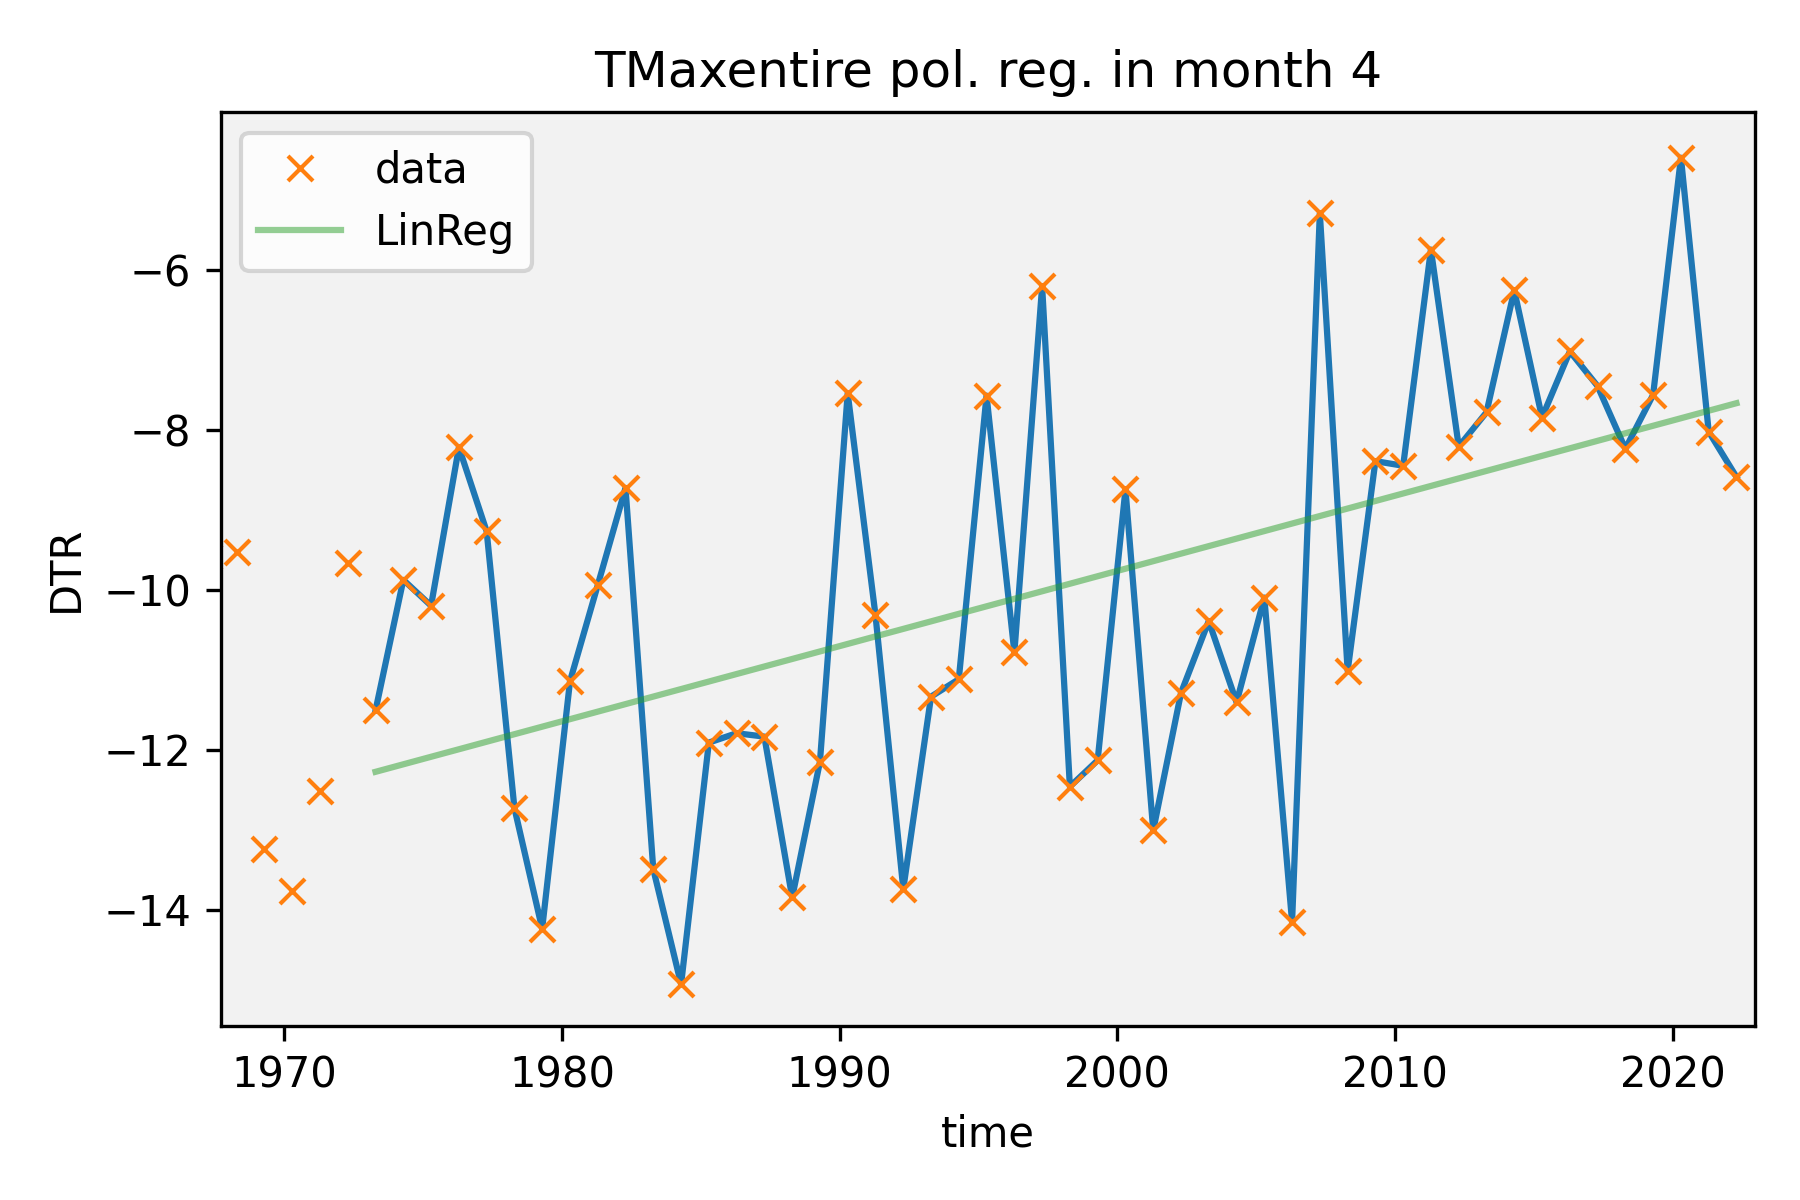 TMaxentire pol. reg. in month 4
data
LinReg
−6
−8
−10
−12
−14
DTR
1970 1980 1990 2000 2010 2020
time